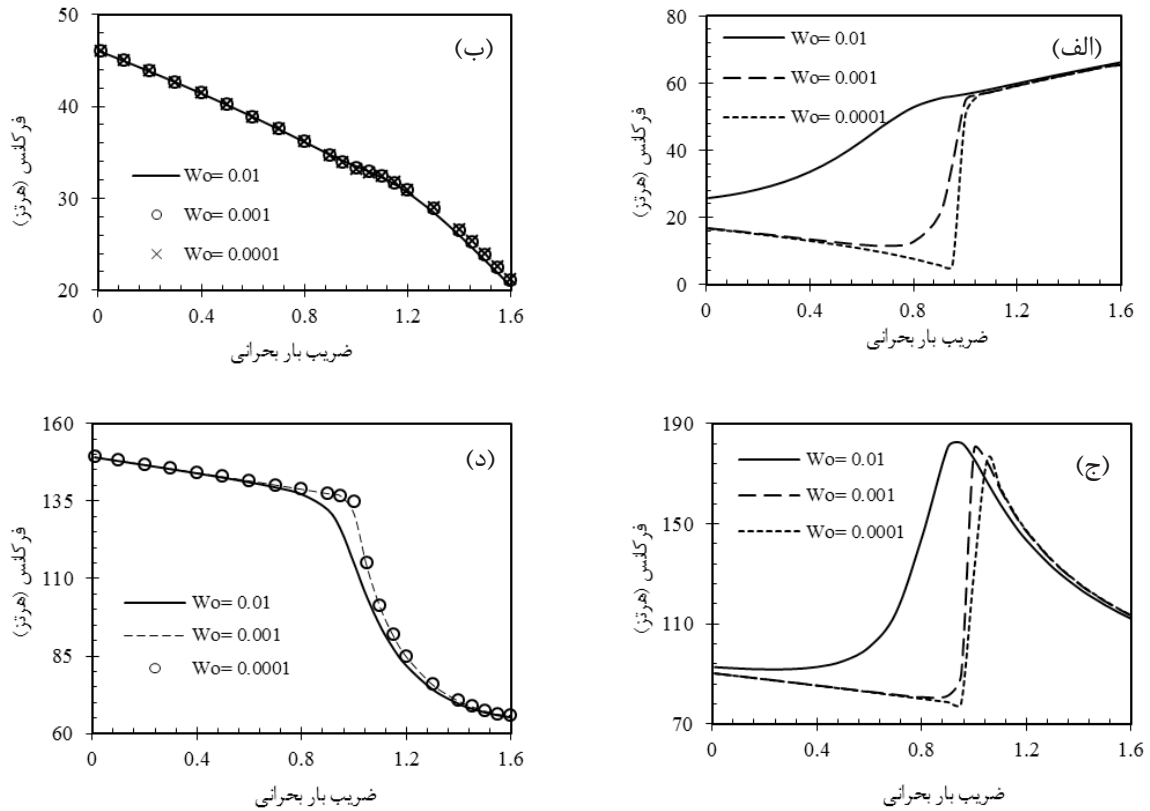 (الف)
80
60
40
20
0
Wo= 0.01
Wo= 0.001
Wo= 0.0001
فرکانس (هرتز)
0 0.4 0.8 1.2 1.6
ضریب بار بحرانی
(ب)
50
40
30
20
Wo= 0.01
Wo= 0.001
Wo= 0.0001
فرکانس (هرتز)
0 0.4 0.8 1.2 1.6
ضریب بار بحرانی
(ج)
190
150
110
70
Wo= 0.01
Wo= 0.001
Wo= 0.0001
فرکانس (هرتز)
0 0.4 0.8 1.2 1.6
ضریب بار بحرانی
(د)
160
135
110
85
60
Wo= 0.01
Wo= 0.001
Wo= 0.0001
فرکانس (هرتز)
0 0.4 0.8 1.2 1.6
ضریب بار بحرانی